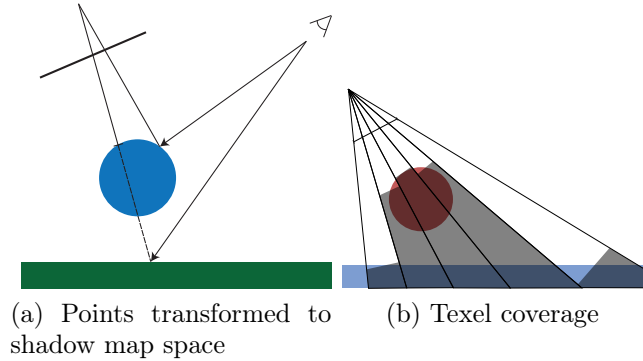 (a) Points transformed to
shadow map space
(b) Texel coverage